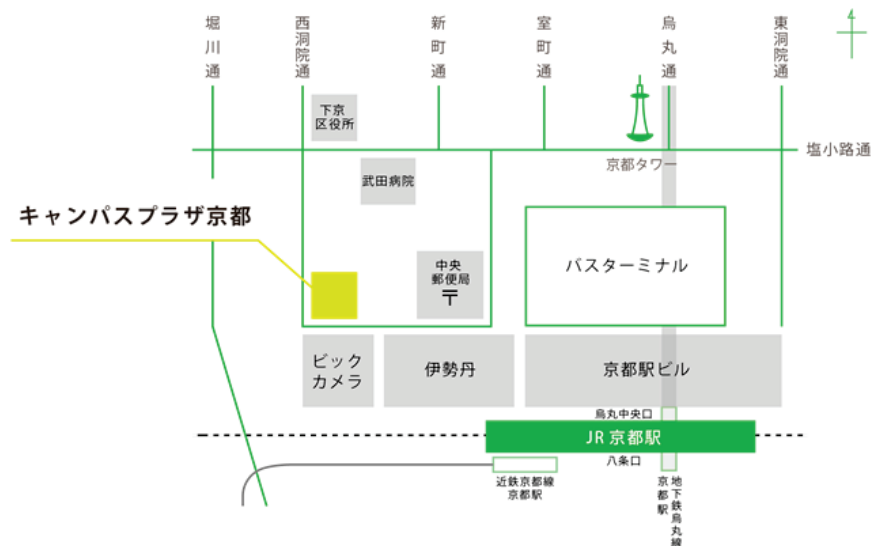 堀川通
西洞院通
新町通
室町通
烏丸通
東洞院通
下京
区役所
塩小路通
京都タワー
武田病院
キャンパスプラザ京都
中央
郵便局
〒
バスターミナル
ビック
カメラ
伊勢丹
京都駅ビル
烏丸中央口
JR 京都駅
八条口
近鉄京都線
京都駅
地下鉄烏丸線
京都駅